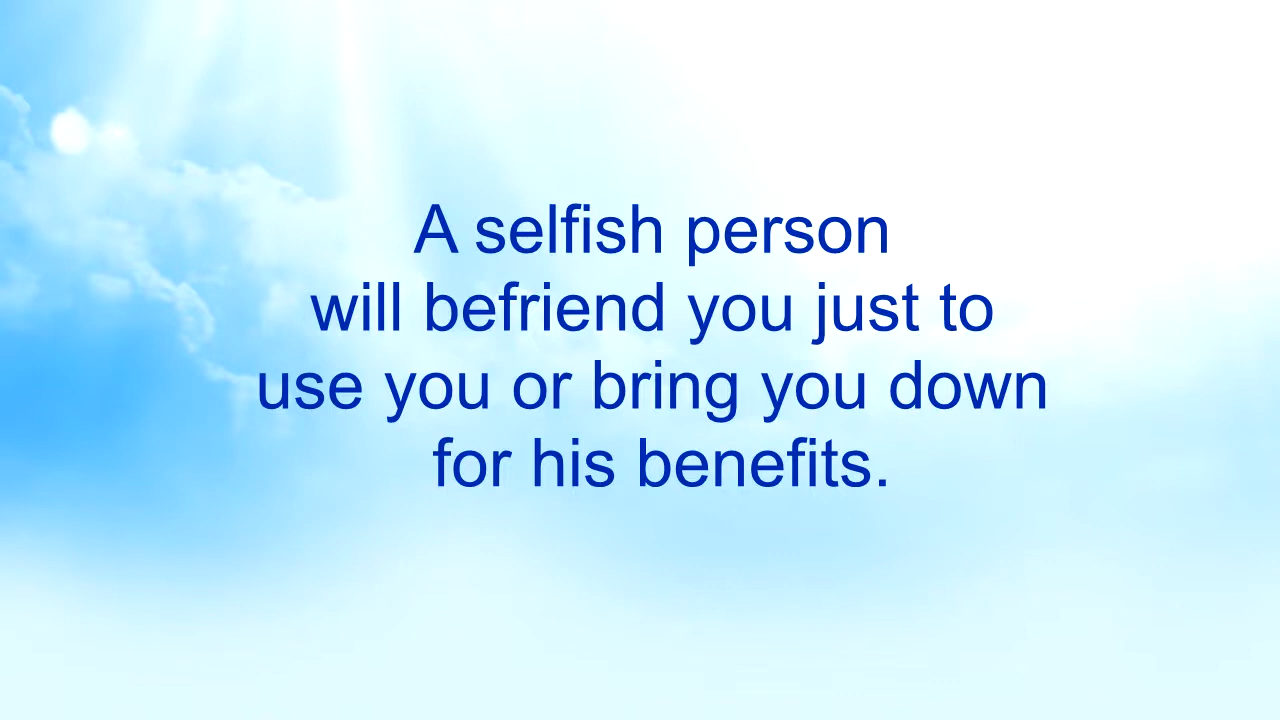 A selfish person
will befriend you just to
use you or bring you down
for his benefits.